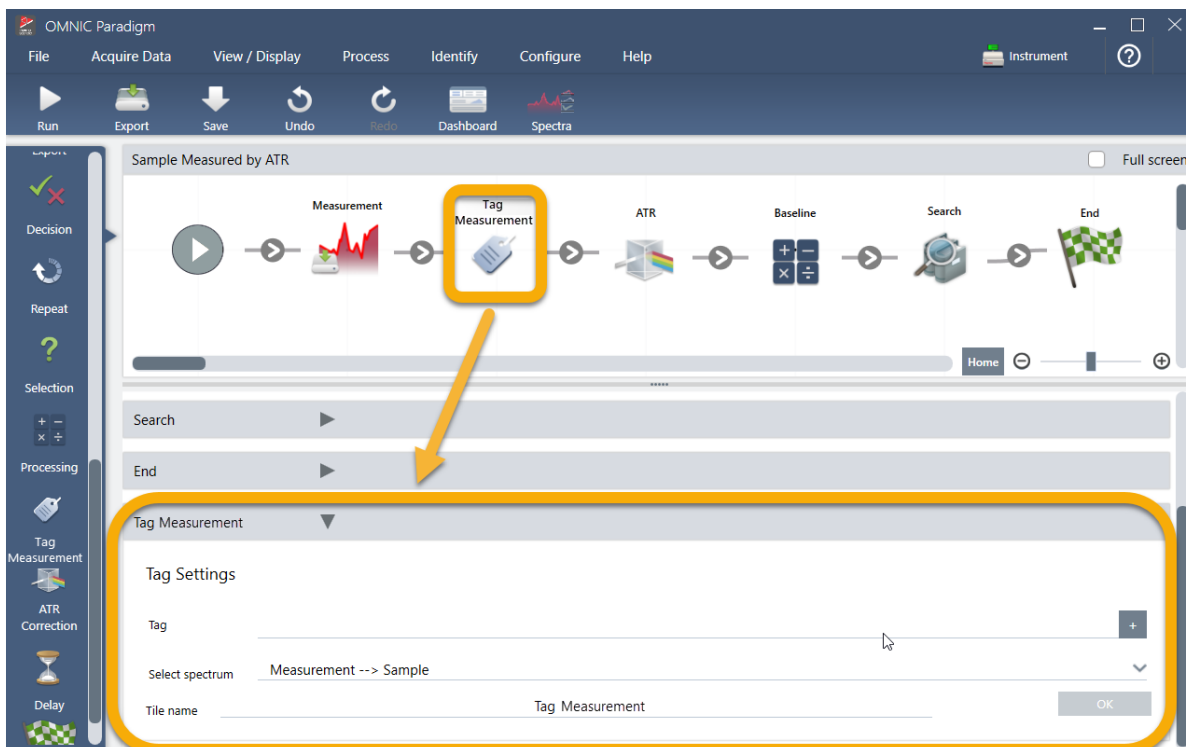 OMNIC Paradigm
File Acquire Data View / Display Process Identify Configure Help Instrument
Run Export Save Undo Redo Dashboard Spectra
Export
Decision
Repeat
Selection
+ −
× ÷
Processing
Tag
Measurement
ATR
Correction
Delay
Sample Measured by ATR Full screen
Measurement
Tag
Measurement
ATR
Baseline
+ −
× ÷
Search
End
Home
Search
End
Tag Measurement
Tag Settings
Tag +
Select spectrum Measurement --> Sample
Tile name Tag Measurement OK